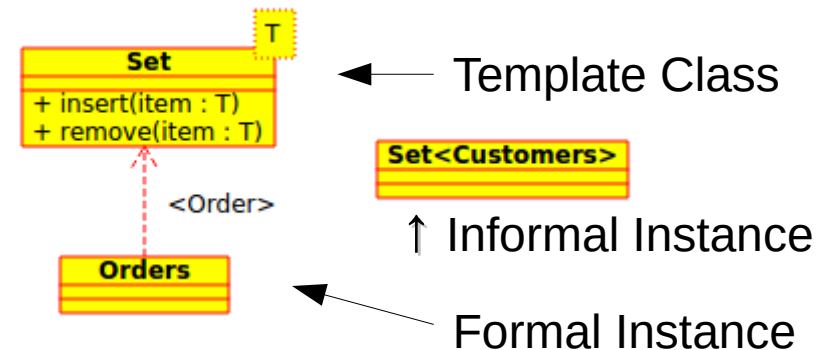 T
Set
+ insert(item : T)
+ remove(item : T)
Template Class
Set<Customers>
<Order>
↑ Informal Instance
Orders
Formal Instance